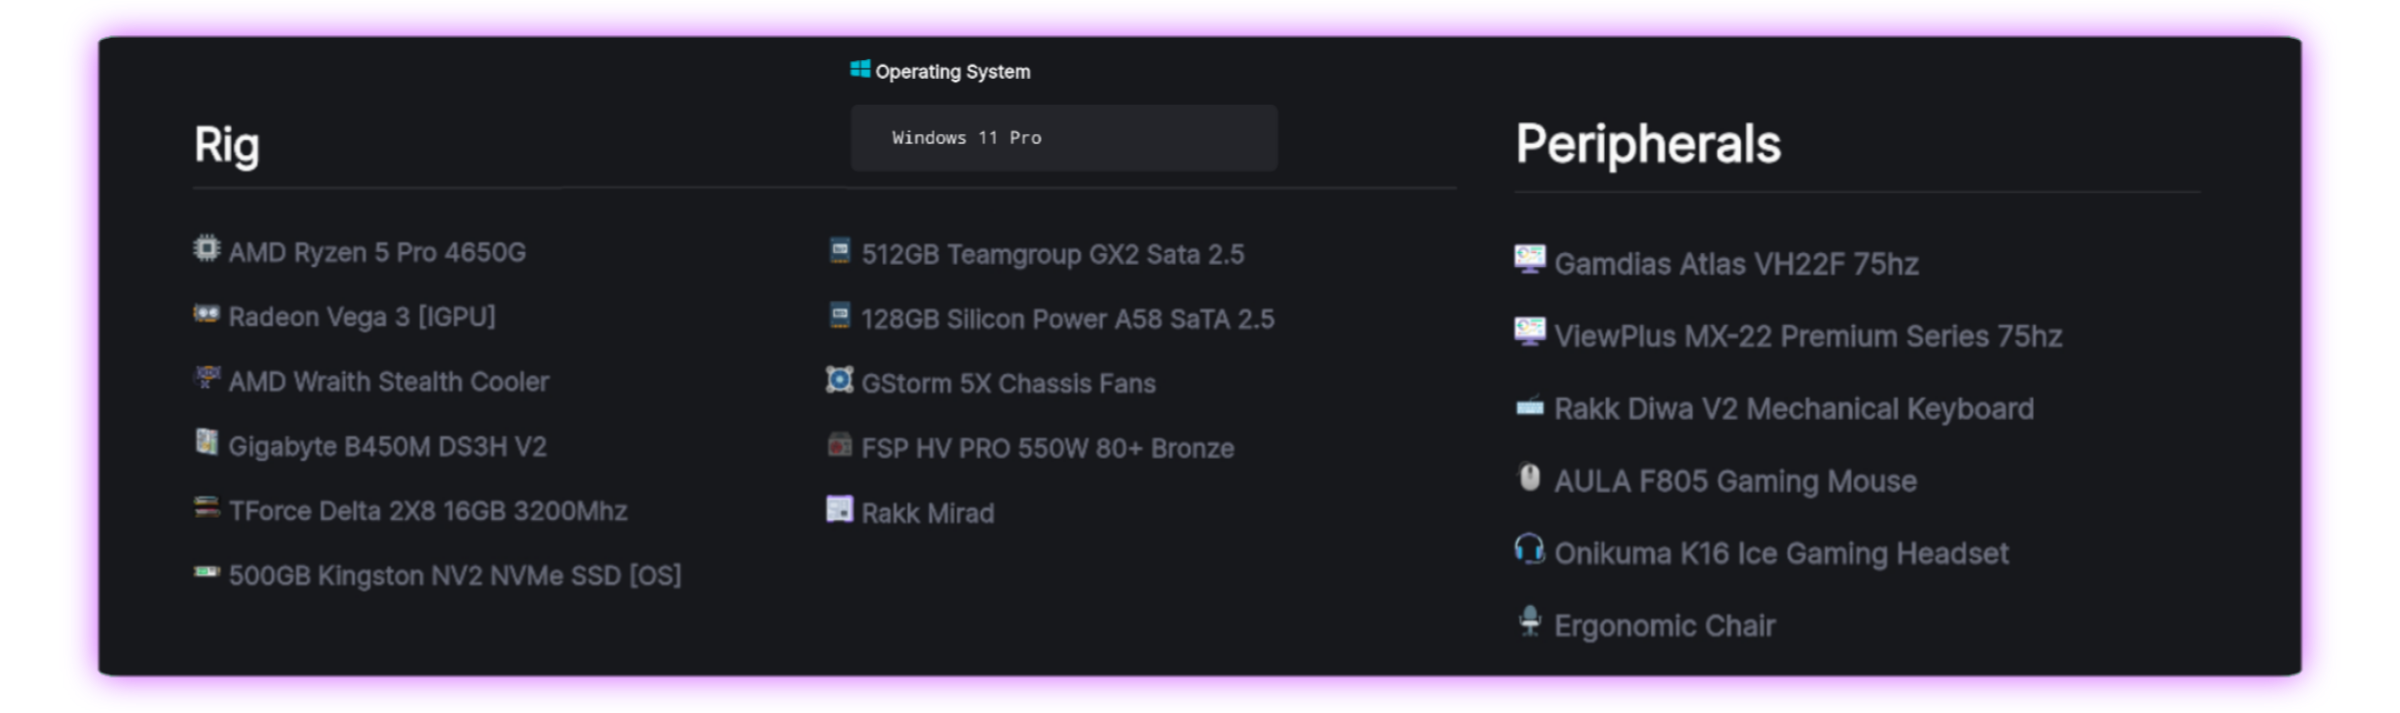 Operating System
Windows 11 Pro
Rig
AMD Ryzen 5 Pro 4650G
Radeon Vega 3 [IGPU]
AMD Wraith Stealth Cooler
Gigabyte B450M DS3H V2
TForce Delta 2X8 16GB 3200Mhz
500GB Kingston NV2 NVMe SSD [OS]
512GB Teamgroup GX2 Sata 2.5
128GB Silicon Power A58 SaTA 2.5
GStorm 5X Chassis Fans
FSP HV PRO 550W 80+ Bronze
Rakk Mirad
Peripherals
Gamdias Atlas VH22F 75hz
ViewPlus MX-22 Premium Series 75hz
Rakk Diwa V2 Mechanical Keyboard
AULA F805 Gaming Mouse
Onikuma K16 Ice Gaming Headset
Ergonomic Chair